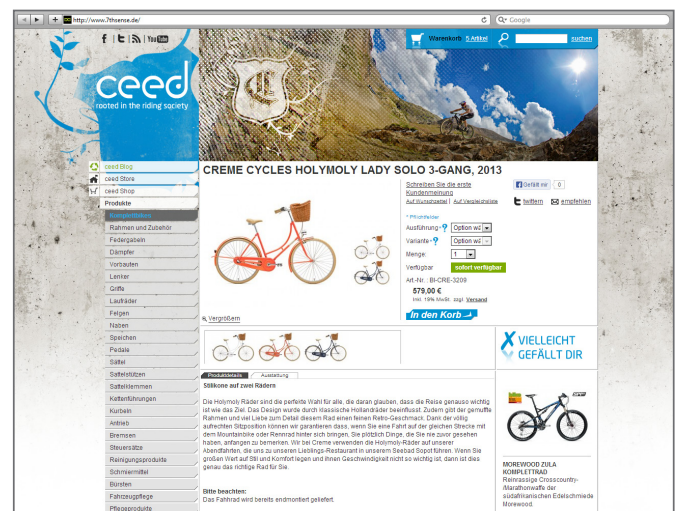 http://www.7thsense.de/
Google
f t You Tube
Warenkorb 5 Artikel
suchen
ceed
rooted in the riding society
ceed Blog
ceed Store
ceed Shop
Produkte
Komplettbikes
Rahmen und Zubehör
Federgabeln
Dämpfer
Vorbauten
Lenker
Griffe
Laufräder
Felgen
Naben
Speichen
Pedale
Sättel
Sattelstützen
Sattelklemmen
Kettenführungen
Kurbeln
Antrieb
Bremsen
Steuersätze
Reinigungsprodukte
Schmiermittel
Bürsten
Fahrzeugpflege
Pflegeprodukte
CREME CYCLES HOLYMOLY LADY SOLO 3-GANG, 2013
Vergrößern
Schreiben Sie die erste
Kundenmeinung
Auf Wunschzettel | Auf Vergleichsliste
Gefällt mir 0
twittern empfehlen
* Pflichtfelder
Ausführung * ? Option wä
Variante * ? Option wä
Menge: 1
Verfügbar sofort verfügbar
Art.-Nr.: BI-CRE-3209
579,00 €
Inkl. 19% MwSt. zzgl. Versand
In den Korb
VIELLEICHT
GEFÄLLT DIR
Produktdetails Ausstattung
Stilikone auf zwei Rädern
Die Holymoly Räder sind die perfekte Wahl für alle, die daran glauben, dass die Reise genauso wichtig
ist wie das Ziel. Das Design wurde durch klassische Hollandräder beeinflusst. Zudem gibt der gemuffte
Rahmen und viel Liebe zum Detail diesem Rad einen feinen Retro-Geschmack. Dank der völlig
aufrechten Sitzposition können wir garantieren dass, wenn Sie eine Fahrt auf der gleichen Strecke mit
dem Mountainbike oder Rennrad hinter sich bringen, Sie plötzlich Dinge, die Sie nie zuvor gesehen
haben, anfangen zu bemerken. Wir bei Creme verwenden die Holymoly-Räder auf unserer
Abendfahrten, die uns zu unseren Lieblings-Restaurant in unserem Seebad Sopot führen. Wenn Sie
großen Wert auf Stil und Komfort legen und Ihnen Geschwindigkeit nicht so wichtig ist, dann ist dies
genau das richtige Rad für Sie.
Bitte beachten:
Das Fahhrad wird bereits endmontiert geliefert.
MOREWOOD ZULA
KOMPLETTRAD
Reinrassige Crosscountry-
/Marathonwaffe der
südafrikanischen Edelschmiede
Morewood.